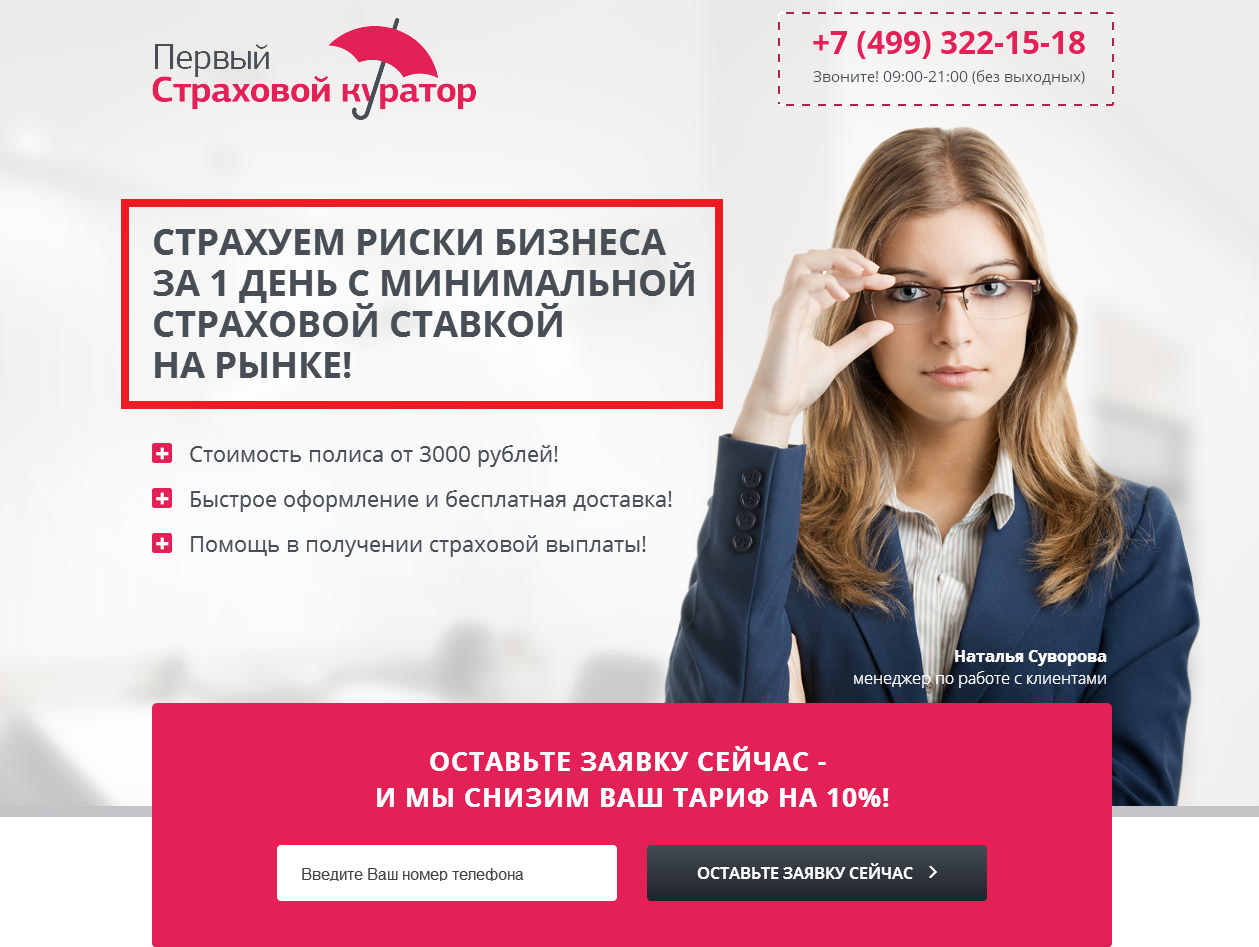 Первый
Страховой куратор
+7 (499) 322-15-18
Звоните! 09:00-21:00 (без выходных)
СТРАХУЕМ РИСКИ БИЗНЕСА
ЗА 1 ДЕНЬ С МИНИМАЛЬНОЙ
СТРАХОВОЙ СТАВКОЙ
НА РЫНКЕ!
Стоимость полиса от 3000 рублей!
Быстрое оформление и бесплатная доставка!
Помощь в получении страховой выплаты!
Наталья Суворова
менеджер по работе с клиентами
ОСТАВЬТЕ ЗАЯВКУ СЕЙЧАС -
И МЫ СНИЗИМ ВАШ ТАРИФ НА 10%!
Введите Ваш номер телефона
ОСТАВЬТЕ ЗАЯВКУ СЕЙЧАС